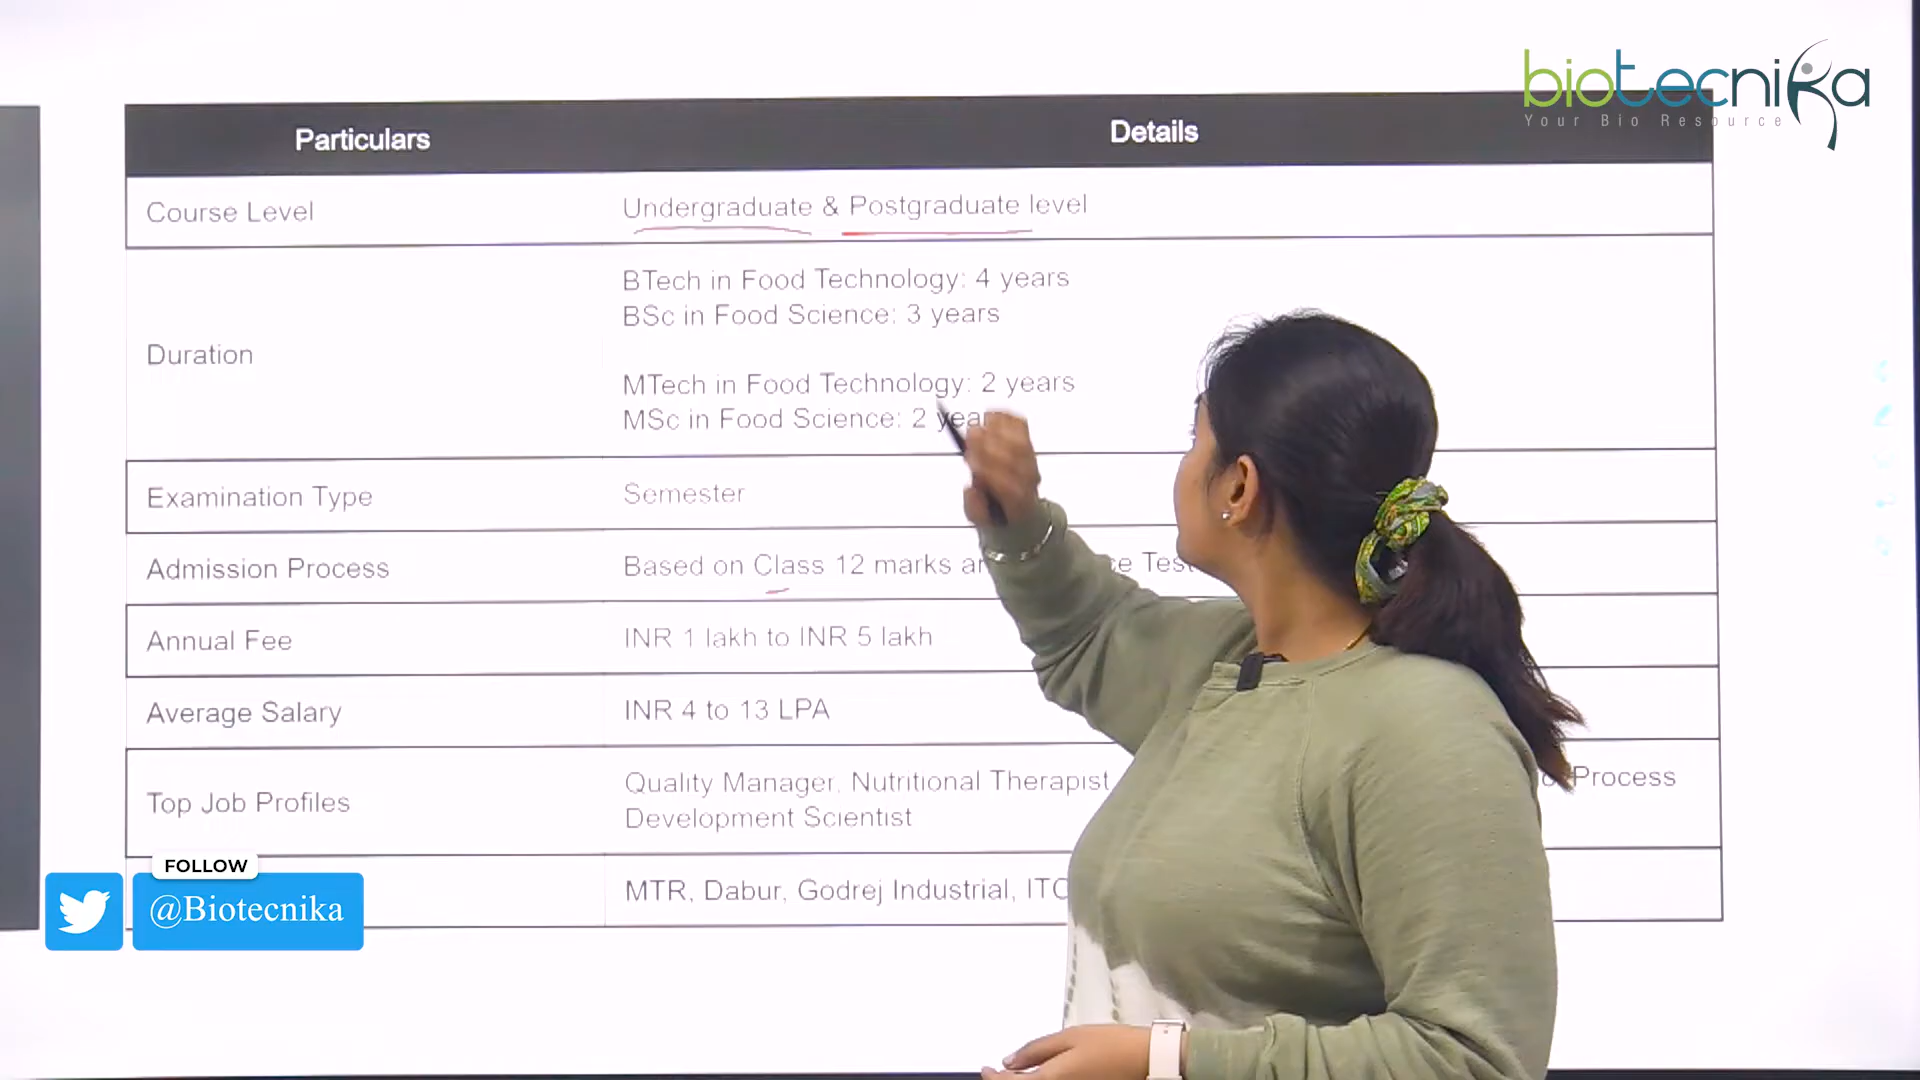 biotecnika
Your Bio Resource
Particulars
Details
Course Level
Undergraduate & Postgraduate level
Duration
BTech in Food Technology: 4 years
BSc in Food Science: 3 years
MTech in Food Technology: 2 years
MSc in Food Science: 2
Examination Type
Semester
Admission Process
Based on Class 12 marks Test
Annual Fee
INR 1 lakh to INR 5 lakh
Average Salary
INR 4 to 13 LPA
Top Job Profiles
Quality Manager, Nutritional Therapist Process
Development Scientist
MTR, Dabur, Godrej Industrial, ITC
FOLLOW
@Biotecnika